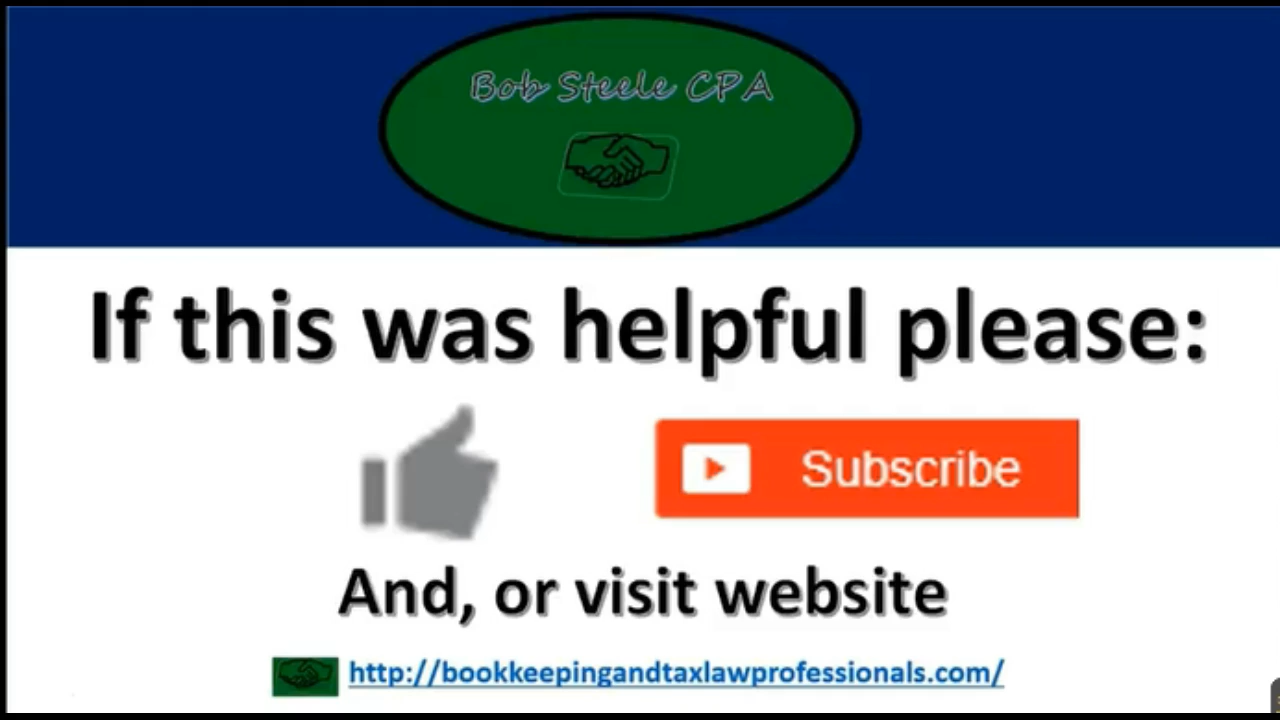 Bob Steele CPA
If this was helpful please:
Subscribe
And, or visit website
http://bookkeepingandtaxlawprofessionals.com/